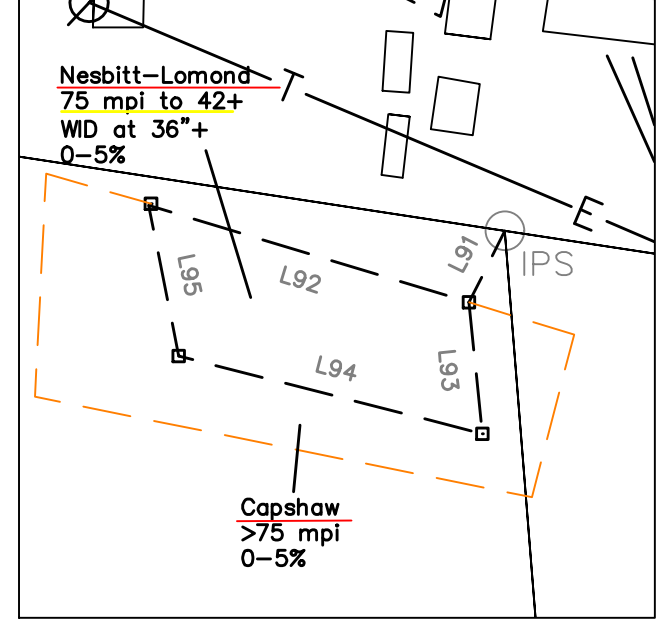 Nesbitt-Lomond
75 mpi to 42+
WID at 36"+
0-5%
T
E
L91
IPS
L92
L95
L94
L93
Capshaw
>75 mpi
0-5%